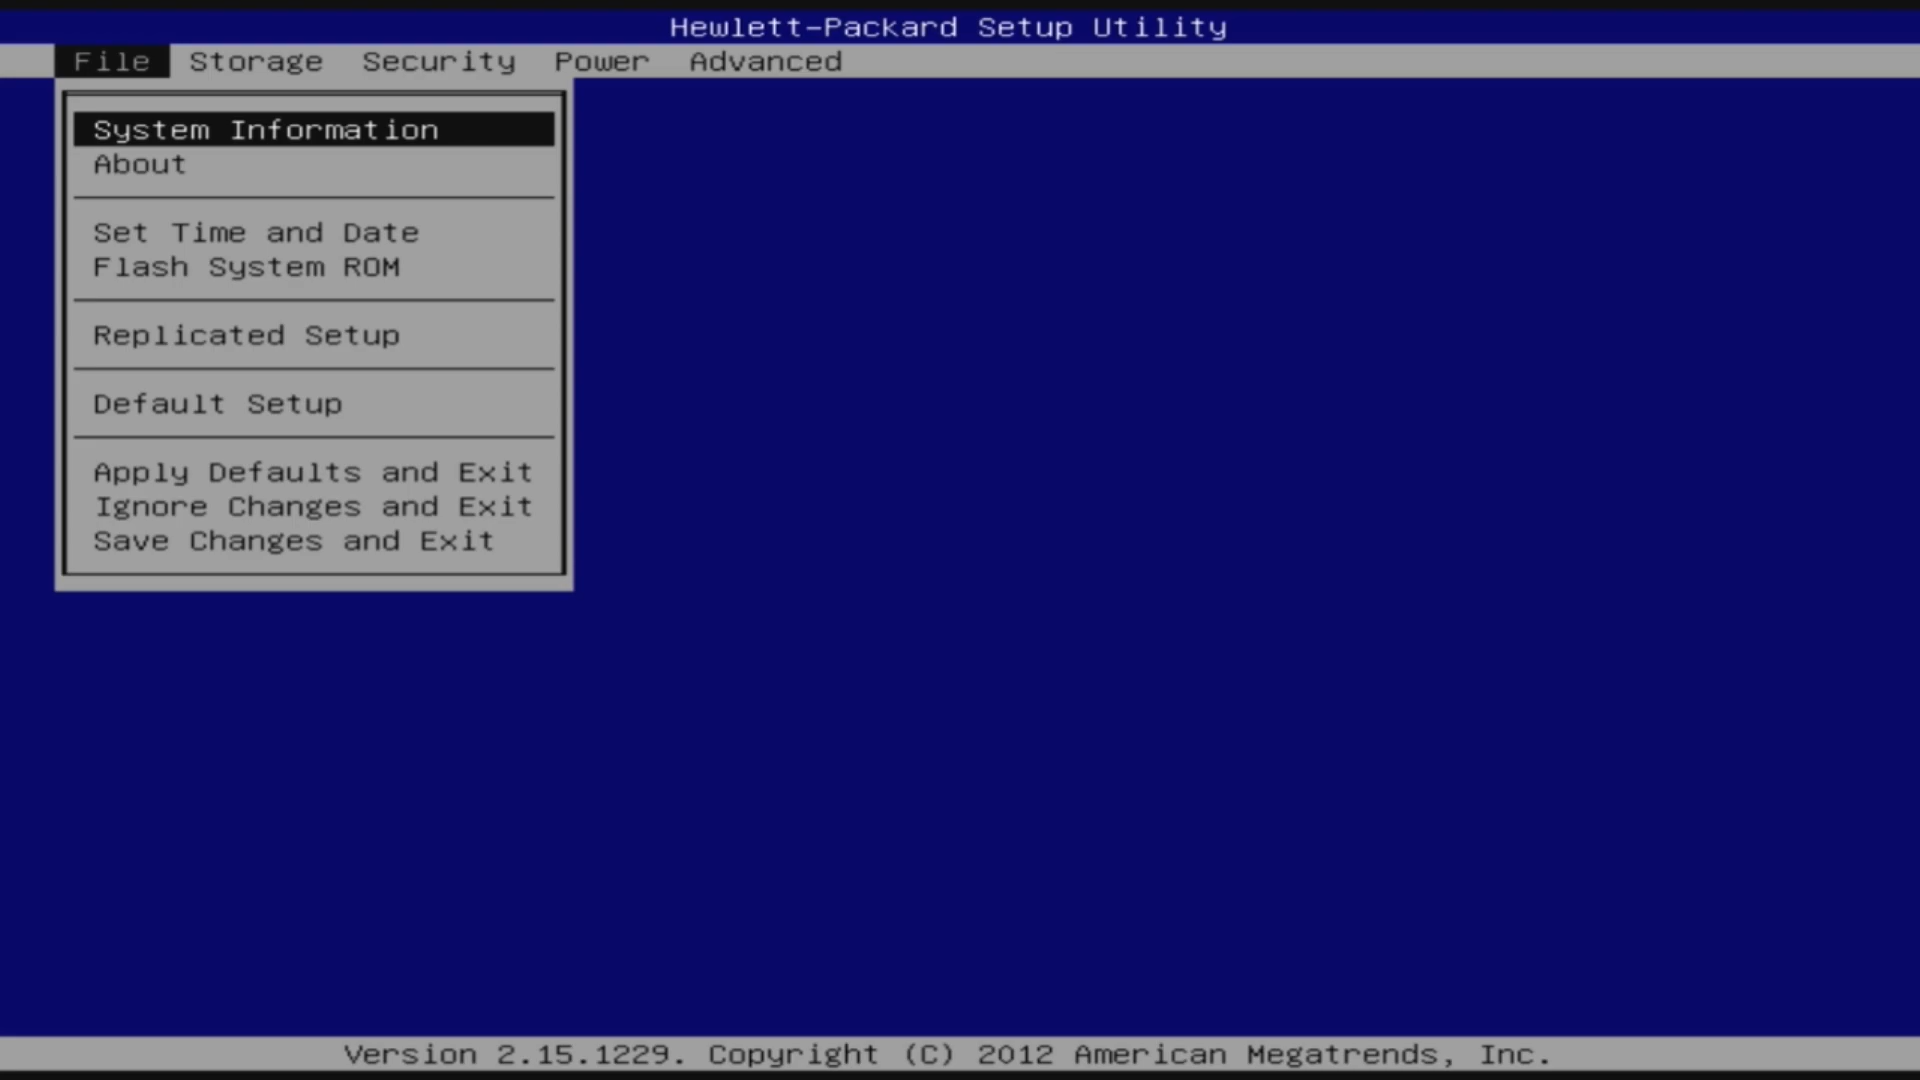 Hewlett-Packard Setup Utility
File Storage Security Power Advanced
System Information
About
Set Time and Date
Flash System ROM
Replicated Setup
Default Setup
Apply Defaults and Exit
Ignore Changes and Exit
Save Changes and Exit
Version 2.15.1229. Copyright (C) 2012 American Megatrends, Inc.